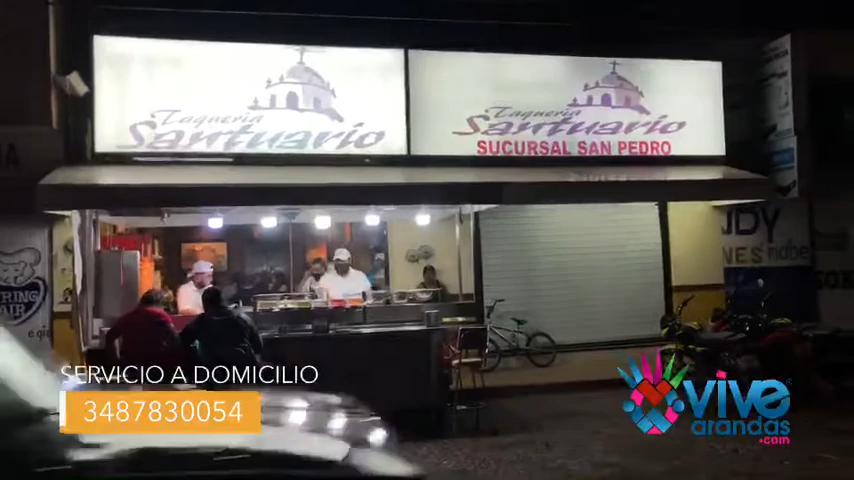 Taqueria
Santuario
Taqueria
Santuario
SUCURSAL SAN PEDRO
SERVICIO A DOMICILIO
3487830054
vive
arandas
.com